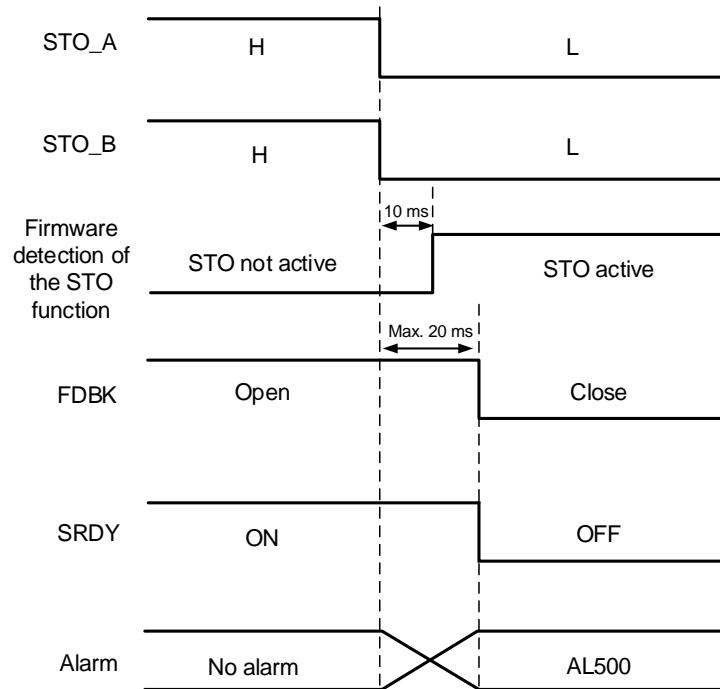 STO_A
H
L
STO_B
H
L
10 ms
Firmware
detection of
the STO
function
STO not active
STO active
Max. 20 ms
FDBK
Open
Close
SRDY
ON
OFF
Alarm
No alarm
AL500